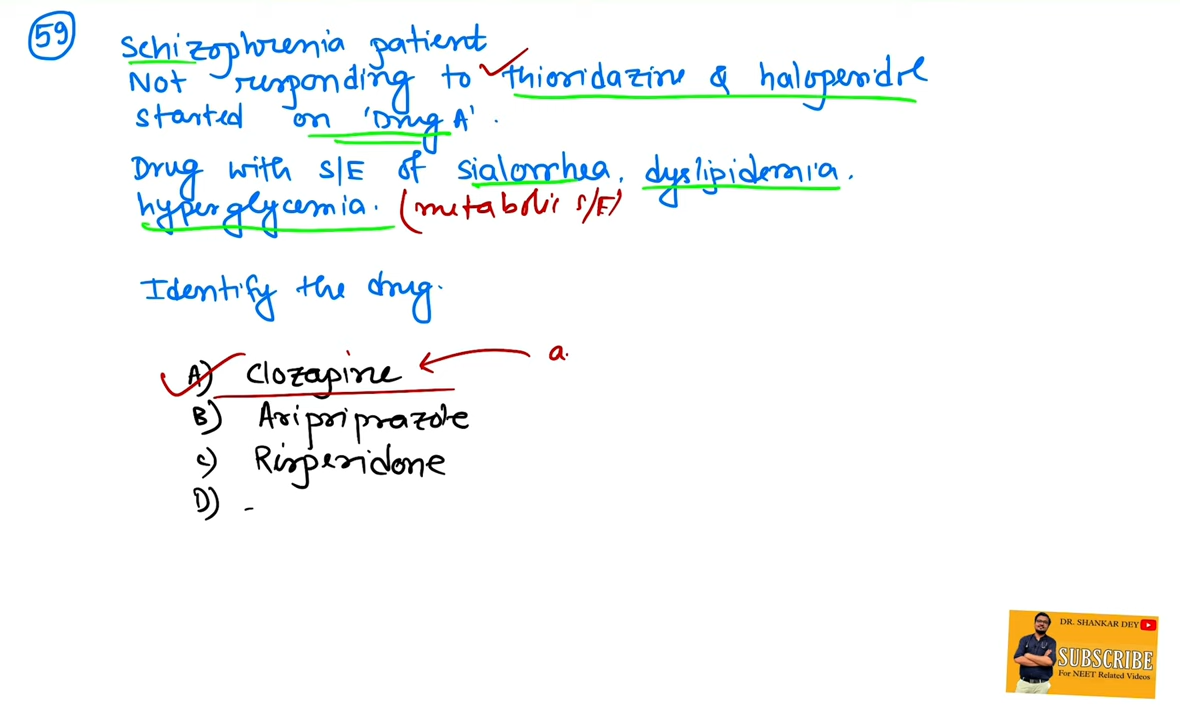 59
Schizophrenia patient
Not responding to thioridazine & haloperidol
started on 'Drug A'.
Drug with S/E of sialorrhea, dyslipidemia,
hyperglycemia. (metabolic S/E)
Identify the drug.
A) Clozapine a.
B) Aripriprazole
C) Risperidone
D) -
DR. SHANKAR DEY
SUBSCRIBE
For NEET Related Videos